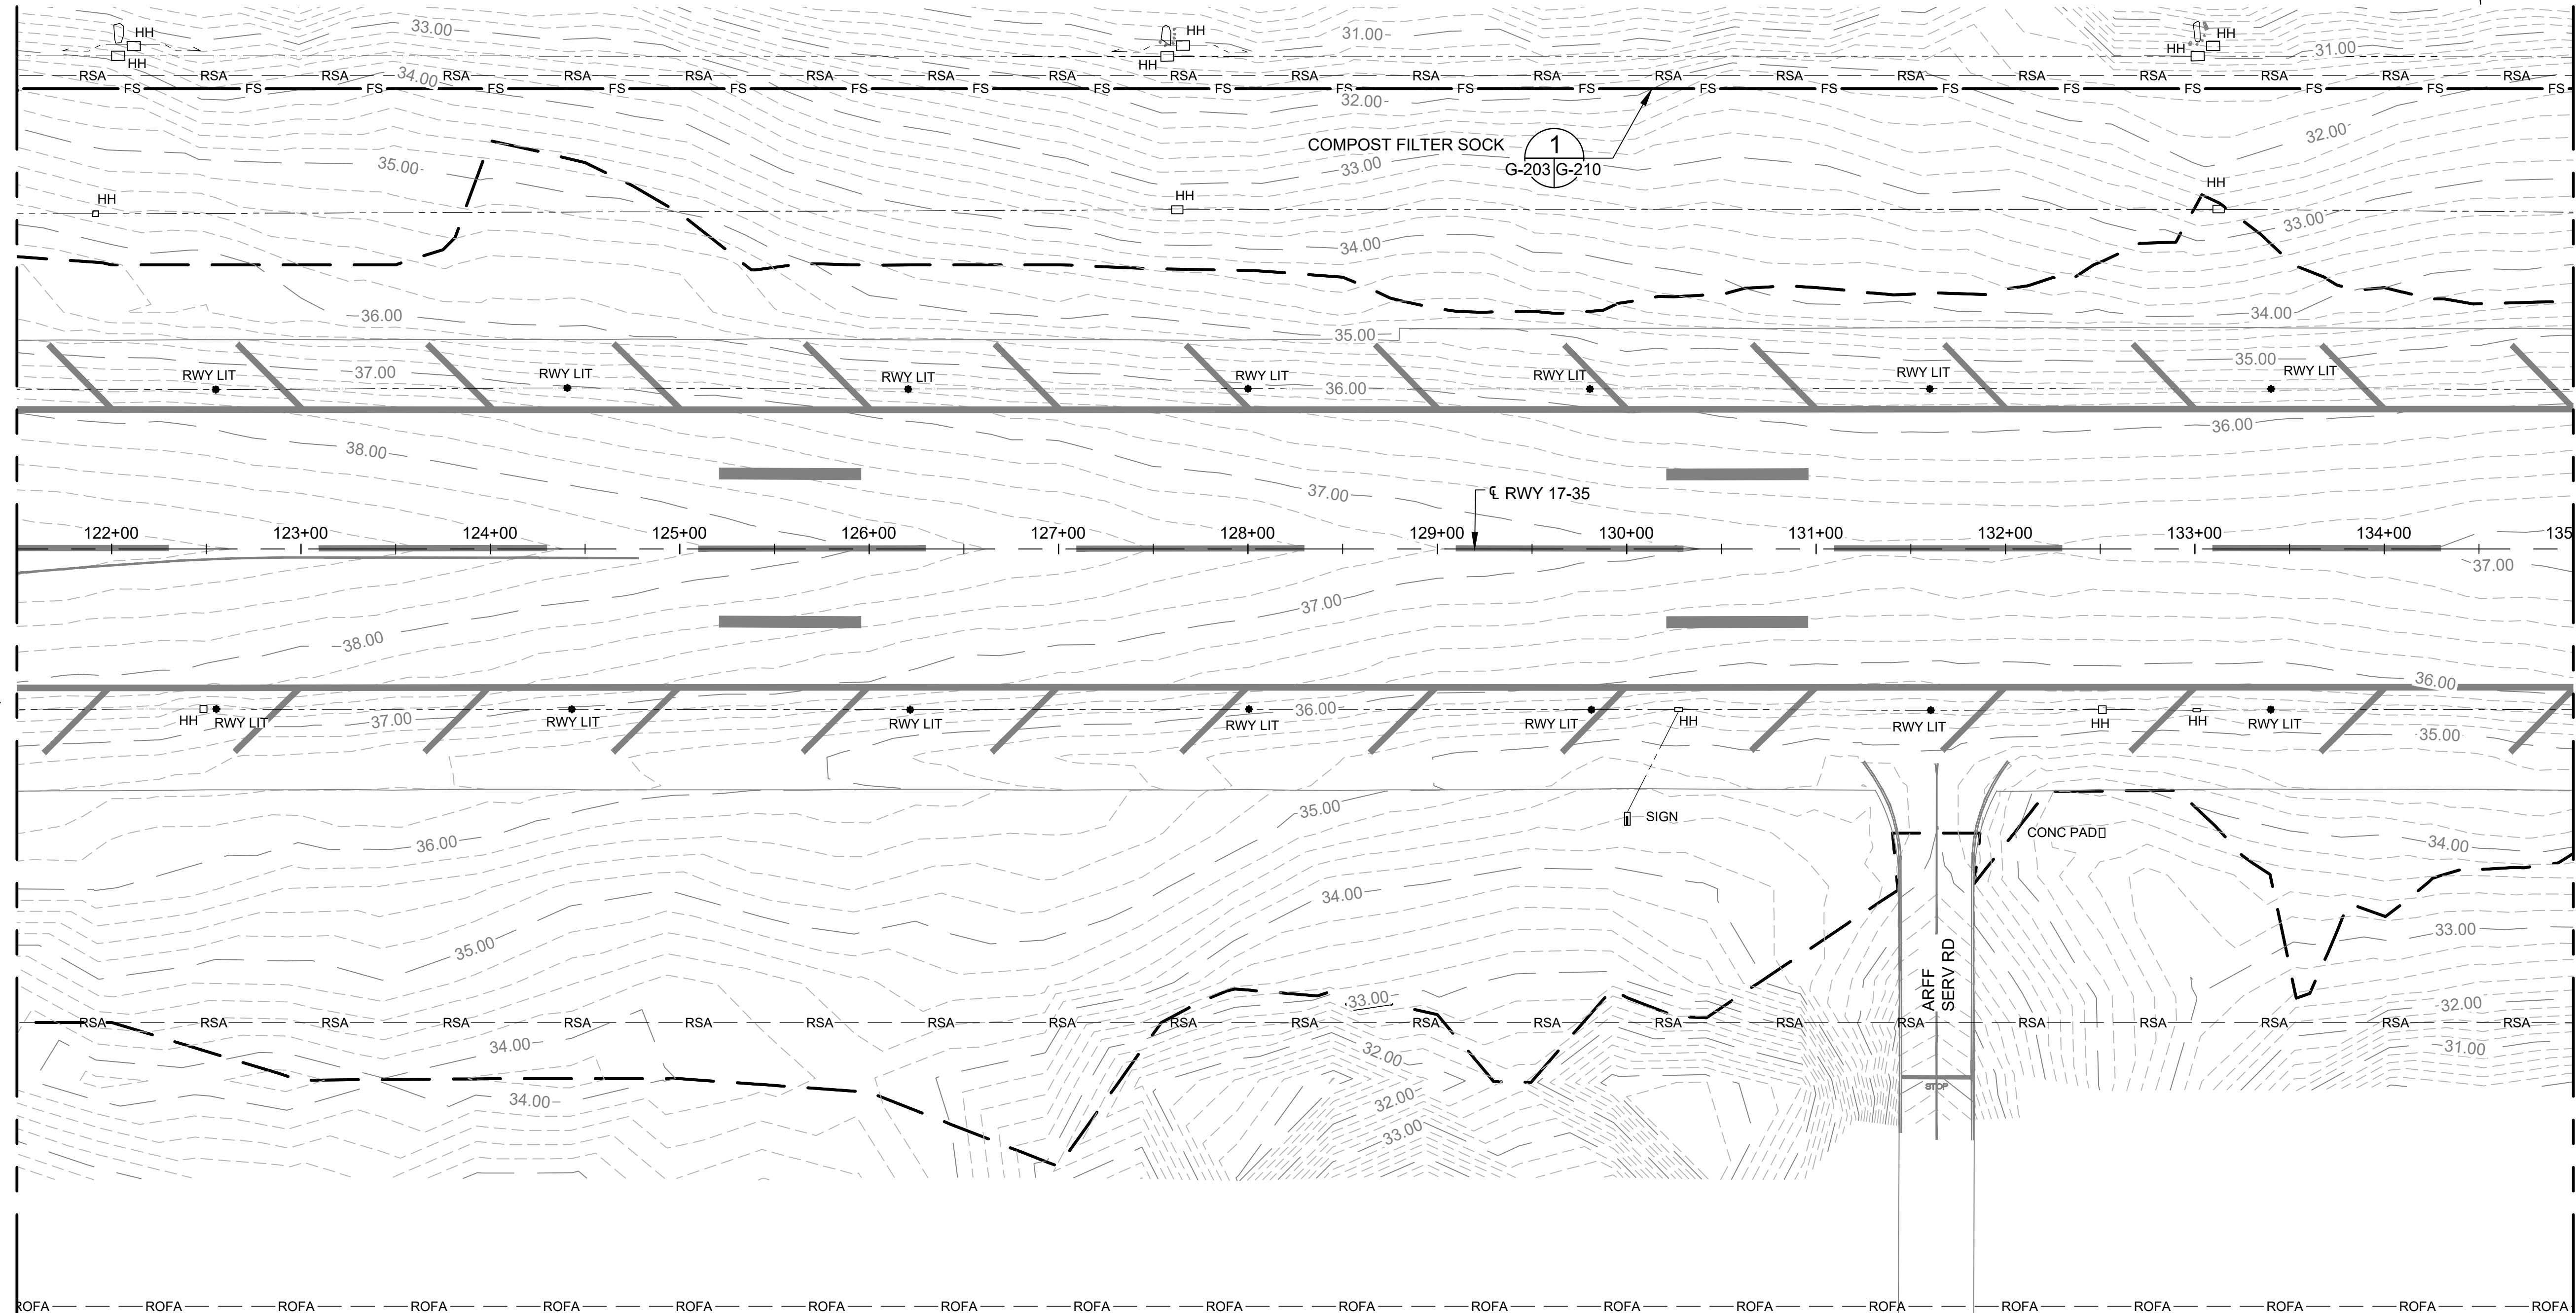 33.00 31.00 31.00
HH HH HH
HH HH HH
RSA RSA RSA RSA RSA RSA RSA RSA RSA RSA RSA RSA RSA RSA RSA RSA RSA RSA RSA RSA RSA
34.00
FS FS FS FS FS FS FS FS FS FS FS FS FS FS FS FS FS FS FS FS FS
32.00
32.00
COMPOST FILTER SOCK 1
G-203 G-210
35.00 33.00
HH HH HH
33.00
34.00
36.00 34.00
35.00
35.00
RWY LIT 37.00 RWY LIT RWY LIT RWY LIT RWY LIT RWY LIT RWY LIT
36.00
36.00
38.00
37.00 ℄ RWY 17-35
122+00 123+00 124+00 125+00 126+00 127+00 128+00 129+00 130+00 131+00 132+00 133+00 134+00 135
37.00
37.00
38.00
36.00
HH RWY LIT 37.00 RWY LIT RWY LIT RWY LIT 36.00 RWY LIT HH RWY LIT HH HH RWY LIT
35.00
35.00
SIGN
CONC PAD
36.00 34.00
34.00
35.00 33.00
ARFF
SERV RD
33.00 32.00
RSA RSA RSA RSA RSA RSA RSA RSA RSA RSA RSA RSA RSA RSA RSA RSA RSA RSA RSA RSA RSA
34.00 32.00 31.00
STOP
34.00 32.00
33.00
ROFA ROFA ROFA ROFA ROFA ROFA ROFA ROFA ROFA ROFA ROFA ROFA ROFA ROFA ROFA ROFA ROFA ROFA ROFA ROFA